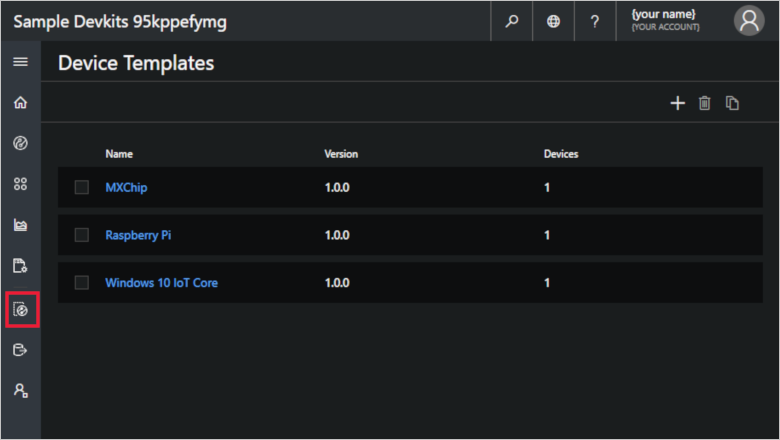 Sample Devkits 95kppefymg
?
{your name}
{YOUR ACCOUNT}
Device Templates
Name Version Devices
MXChip 1.0.0 1
Raspberry Pi 1.0.0 1
Windows 10 IoT Core 1.0.0 1